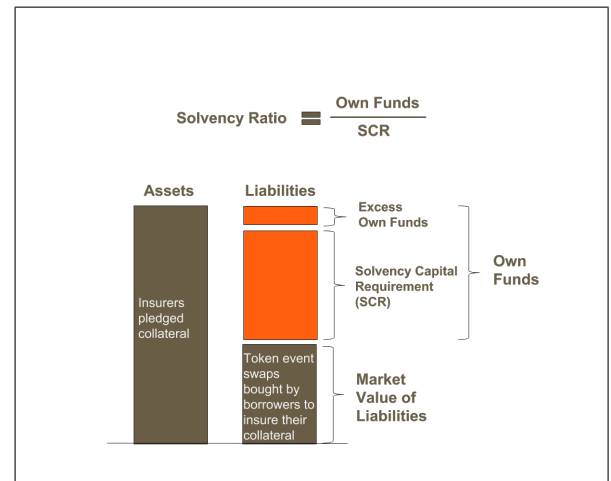 Solvency Ratio = Own Funds
SCR
Assets
Liabilities
Excess
Own Funds
Solvency Capital
Requirement
(SCR)
Own
Funds
Insurers
pledged
collateral
Token event
swaps
bought by
borrowers to
insure their
collateral
Market
Value of
Liabilities